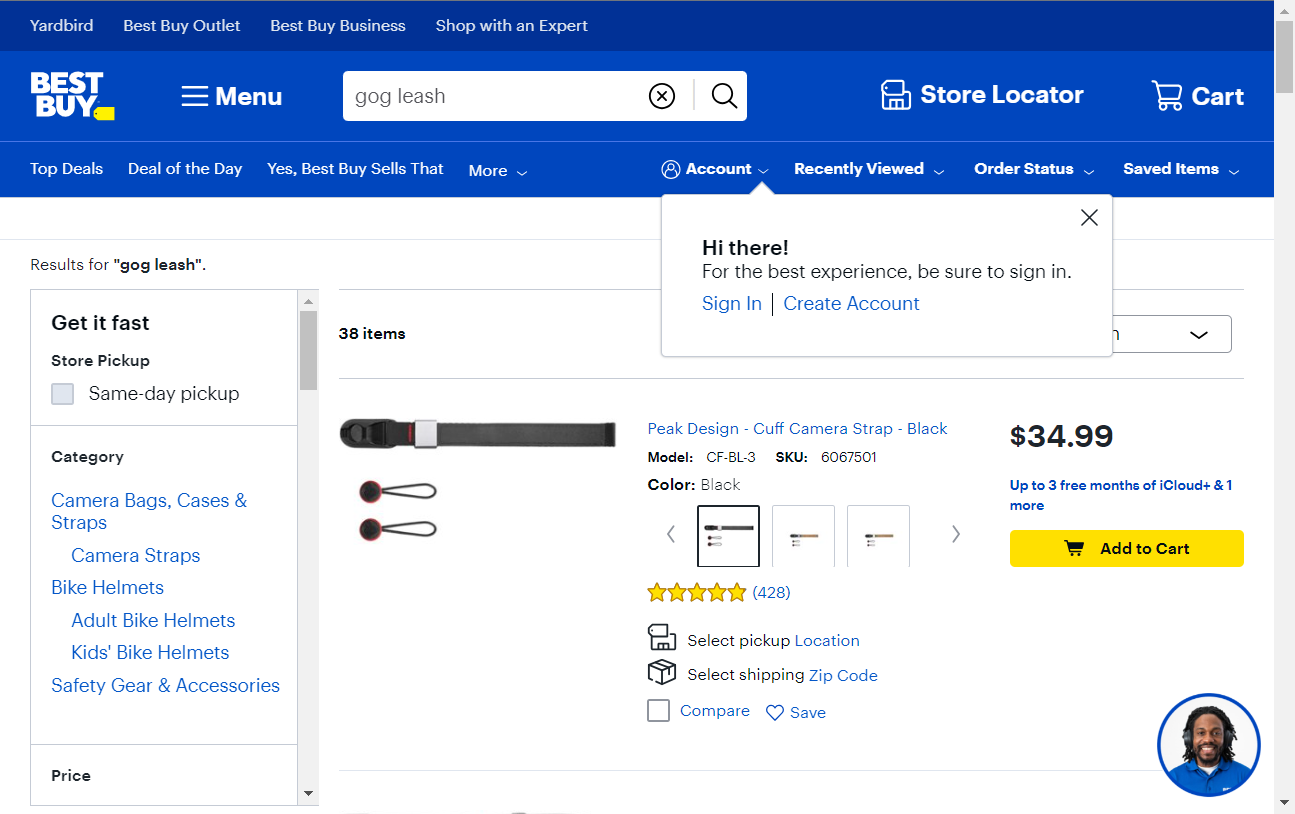 Yardbird Best Buy Outlet Best Buy Business Shop with an Expert
BEST
BUY
Menu
gog leash
Store Locator
Cart
Top Deals Deal of the Day Yes, Best Buy Sells That More
Account Recently Viewed Order Status Saved Items
Hi there!
For the best experience, be sure to sign in.
Sign In | Create Account
Results for "gog leash".
Get it fast
Store Pickup
Same-day pickup
Category
Camera Bags, Cases &
Straps
Camera Straps
Bike Helmets
Adult Bike Helmets
Kids' Bike Helmets
Safety Gear & Accessories
Price
38 items
Peak Design - Cuff Camera Strap - Black
Model: CF-BL-3 SKU: 6067501
Color: Black
(428)
Select pickup Location
Select shipping Zip Code
Compare Save
$34.99
Up to 3 free months of iCloud+ & 1
more
Add to Cart